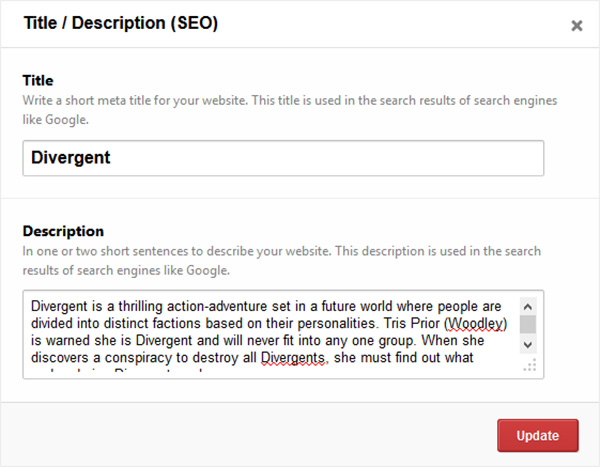 Title / Description (SEO)
Title
Write a short meta title for your website. This title is used in the search results of search engines
like Google.
Divergent
Description
In one or two short sentences to describe your website. This description is used in the search
results of search engines like Google.
Divergent is a thrilling action-adventure set in a future world where people are
divided into distinct factions based on their personalities. Tris Prior (Woodley)
is warned she is Divergent and will never fit into any one group. When she
discovers a conspiracy to destroy all Divergents, she must find out what
Update